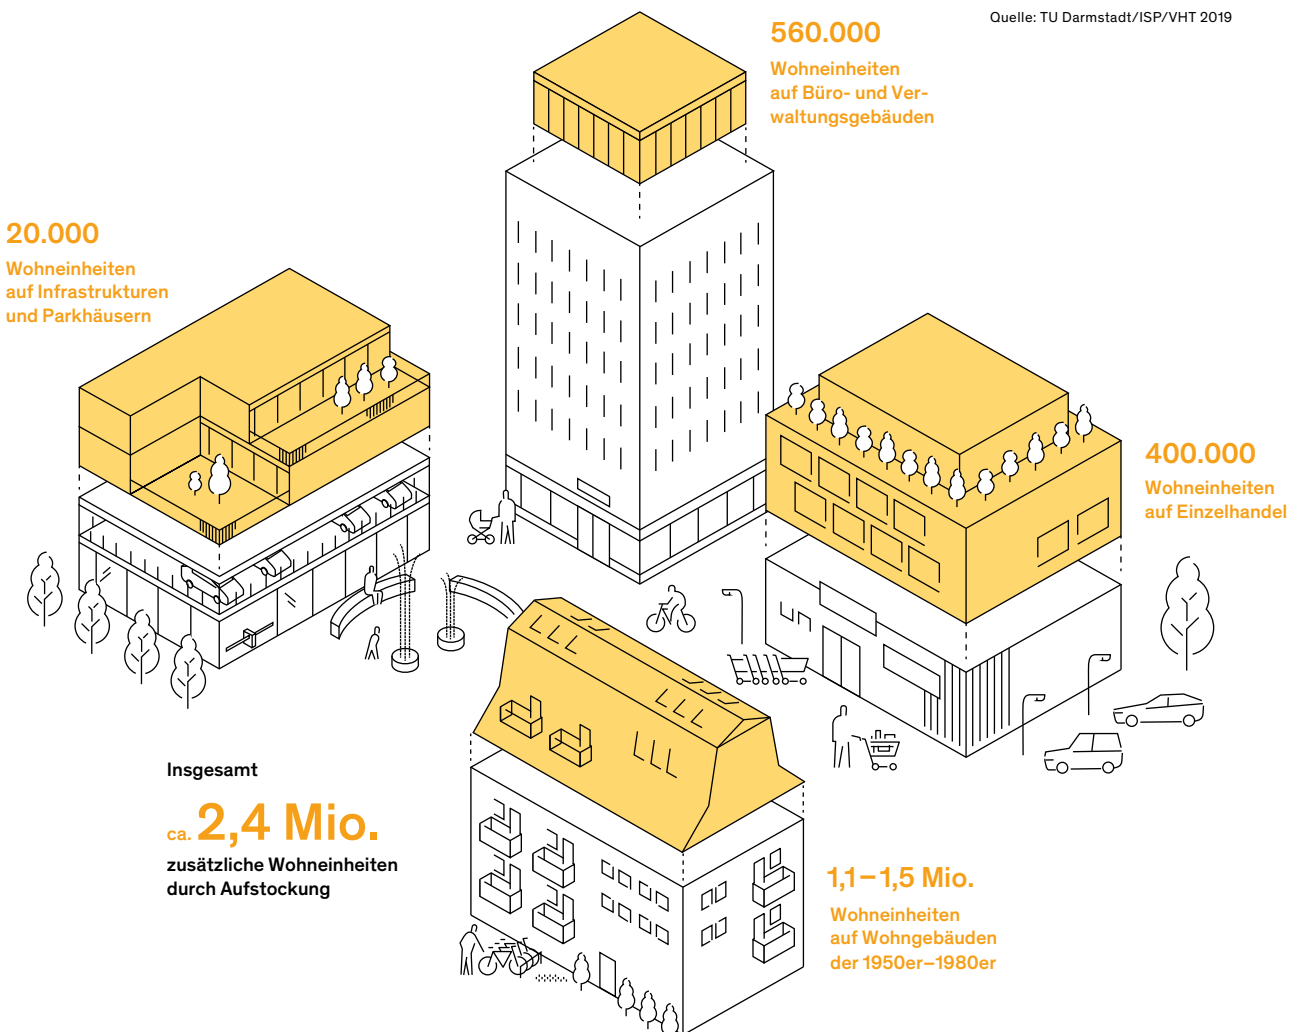 Quelle: TU Darmstadt/ISP/VHT 2019
560.000
Wohneinheiten
auf Büro- und Ver-
waltungsgebäuden
20.000
Wohneinheiten
auf Infrastrukturen
und Parkhäusern
400.000
Wohneinheiten
auf Einzelhandel
Insgesamt
ca. 2,4 Mio.
zusätzliche Wohneinheiten
durch Aufstockung
1,1–1,5 Mio.
Wohneinheiten
auf Wohngebäuden
der 1950er–1980er